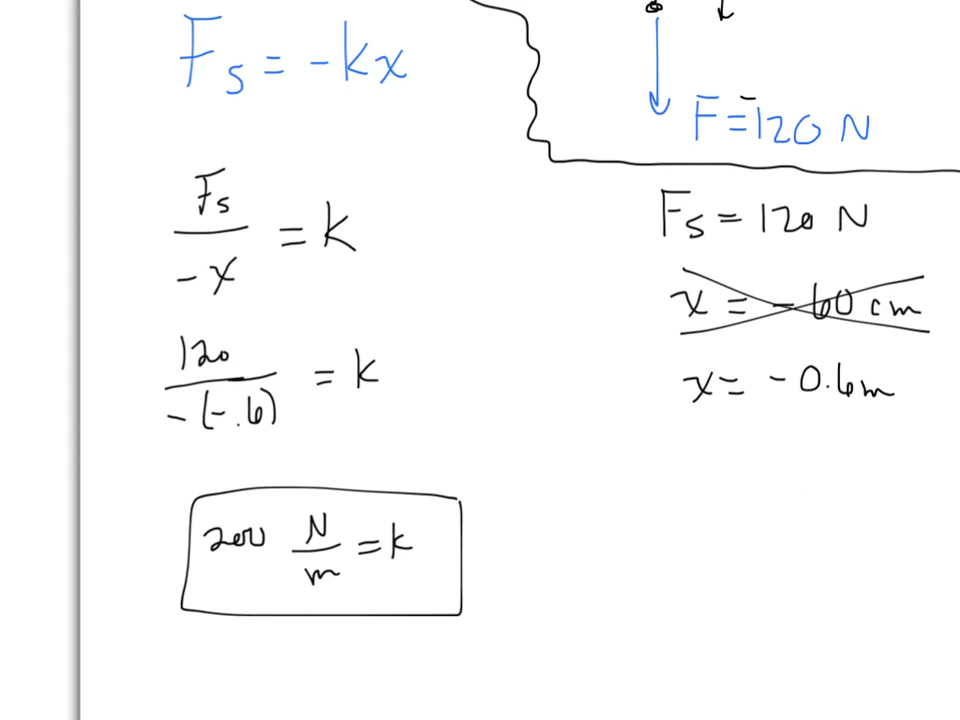 Fs = -kx
F = -120 N
Fs / -x = k
Fs = 120 N
x = -60 cm
120 / -(-.6) = k
x = -0.6m
200 N/m = k